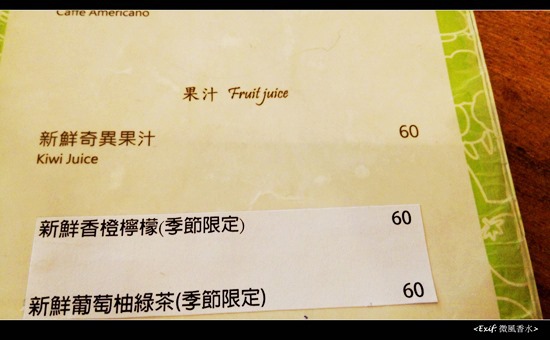 Caffe Americano
果汁 Fruit juice
新鮮奇異果汁 60
Kiwi Juice
新鮮香橙檸檬(季節限定) 60
新鮮葡萄柚綠茶(季節限定) 60
<Exif: 微風香水>